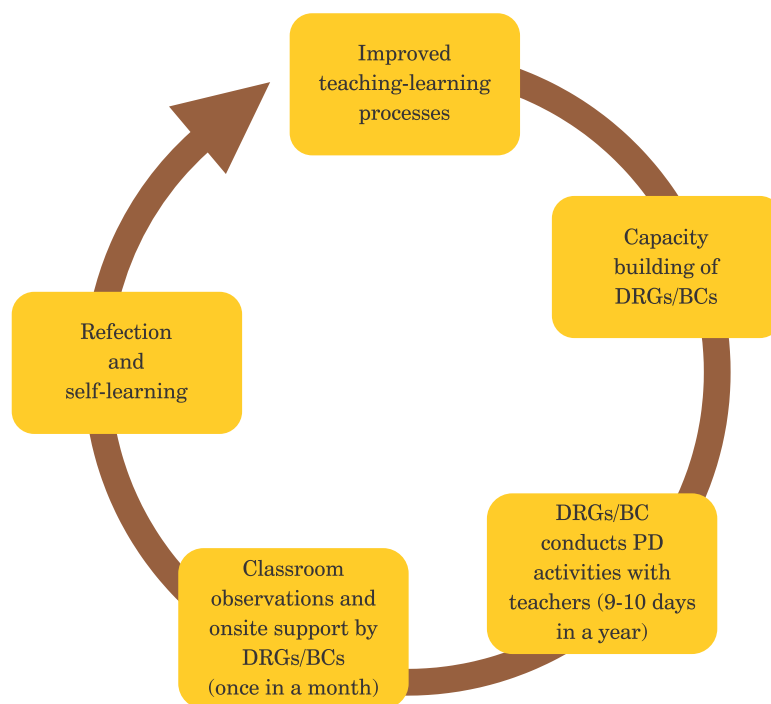 Improved
teaching-learning
processes
Capacity
building of
DRGs/BCs
DRGs/BC
conducts PD
activities with
teachers (9-10 days
in a year)
Classroom
observations and
onsite support by
DRGs/BCs
(once in a month)
Refection
and
self-learning